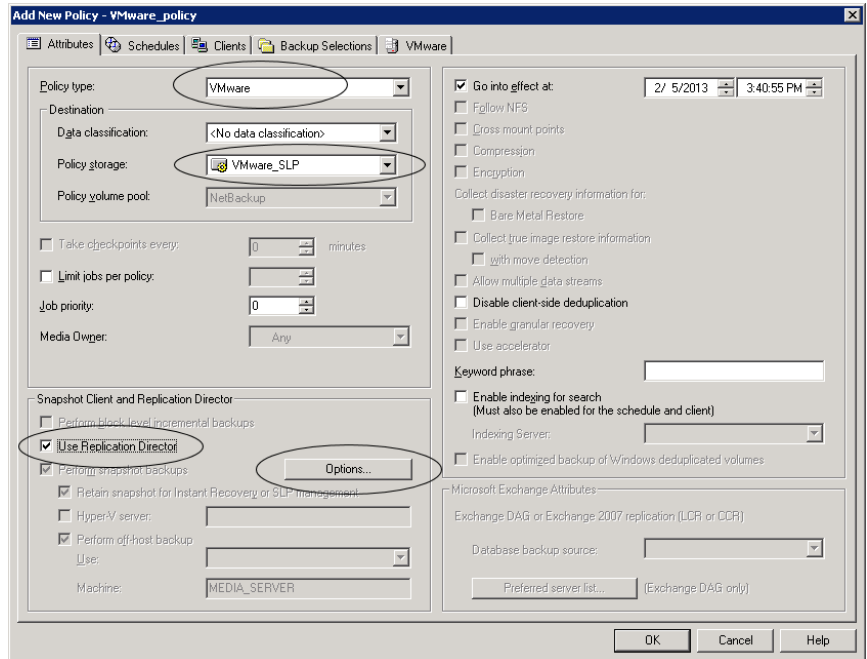 Add New Policy - VMware_policy
Attributes Schedules Clients Backup Selections VMware
Policy type: VMware
Destination
Data classification: <No data classification>
Policy storage: VMware_SLP
Policy volume pool: NetBackup
Take checkpoints every: 0 minutes
Limit jobs per policy:
Job priority: 0
Media Owner: Any
Snapshot Client and Replication Director
Perform block level incremental backups
Use Replication Director
Perform snapshot backups Options...
Retain snapshot for Instant Recovery or SLP management
Hyper-V server:
Perform off-host backup
Use:
Machine: MEDIA_SERVER
Go into effect at: 2/ 5/2013 3:40:55 PM
Follow NFS
Cross mount points
Compression
Encryption
Collect disaster recovery information for:
Bare Metal Restore
Collect true image restore information
with move detection
Allow multiple data streams
Disable client-side deduplication
Enable granular recovery
Use accelerator
Keyword phrase:
Enable indexing for search
(Must also be enabled for the schedule and client)
Indexing Server:
Enable optimized backup of Windows deduplicated volumes
Microsoft Exchange Attributes
Exchange DAG or Exchange 2007 replication (LCR or CCR)
Database backup source:
Preferred server list... (Exchange DAG only)
OK Cancel Help